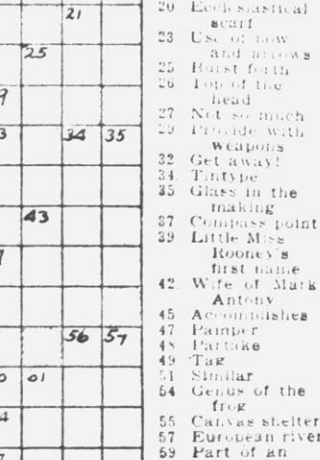 21
25
9
3 34 35
43
7
56 57
0 61
4
7
20 Ecclesiastical
scarf
23 Use of bow
and arrows
25 Burst forth
26 Top of the
head
27 Not so much
29 Provide with
weapons
32 Get away!
34 Tintype
35 Glass in the
making
37 Compass point
39 Little Miss
Rooney's
first name
42 Wife of Mark
Antony
45 Accomplishes
47 Pamper
48 Partake
49 Tag
51 Similar
54 Genus of the
frog
55 Canvas shelter
57 European river
59 Part of an